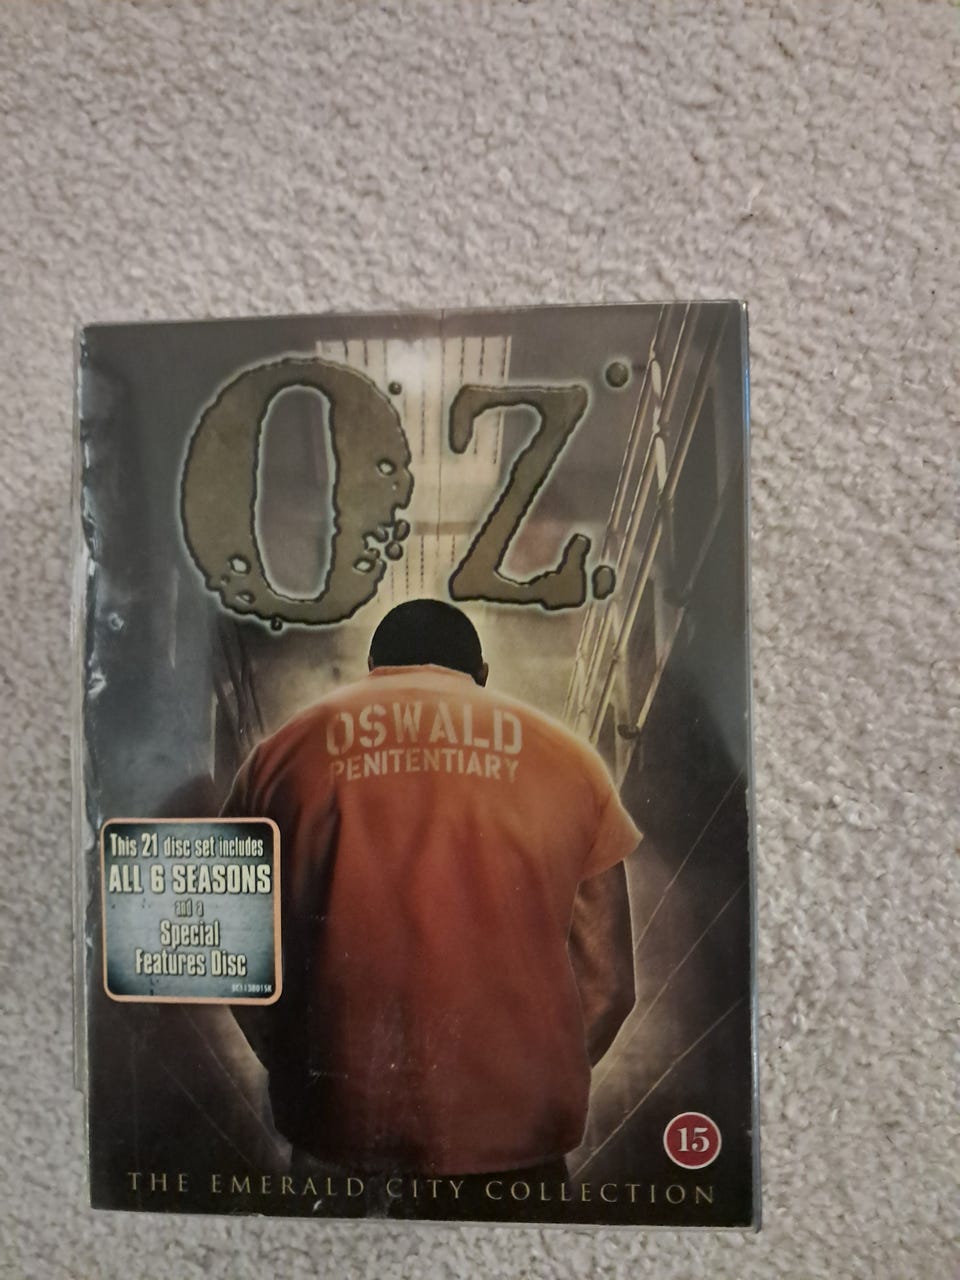 OZ
OSWALD
PENITENTIARY
This 21 disc set includes
ALL 6 SEASONS
and a
Special
Features Disc
15
THE EMERALD CITY COLLECTION